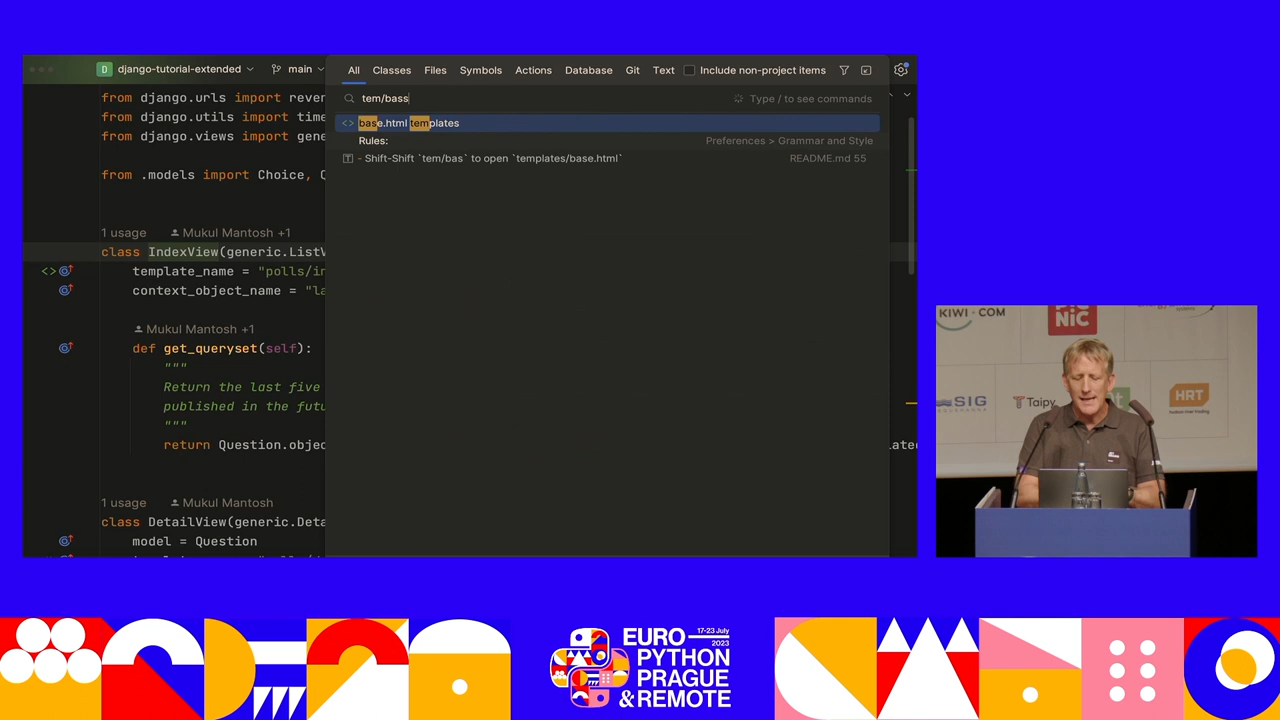 D django-tutorial-extended main
All Classes Files Symbols Actions Database Git Text Include non-project items
tem/bass Type / to see commands
base.html templates
Rules: Preferences > Grammar and Style
- Shift-Shift `tem/bas` to open `templates/base.html` README.md 55
from django.urls import rever
from django.utils import time
from django.views import gene
from .models import Choice, Q
1 usage Mukul Mantosh +1
class IndexView(generic.ListV
template_name = "polls/in
context_object_name = "la
Mukul Mantosh +1
def get_queryset(self):
"""
Return the last five
published in the futu
"""
return Question.objec
lated
1 usage Mukul Mantosh
class DetailView(generic.Deta
model = Question
KIWI•COM
PICNIC
SIG
Taipy
HRT
EURO 17-23 July
2023
PYTHON
PRAGUE
& REMOTE